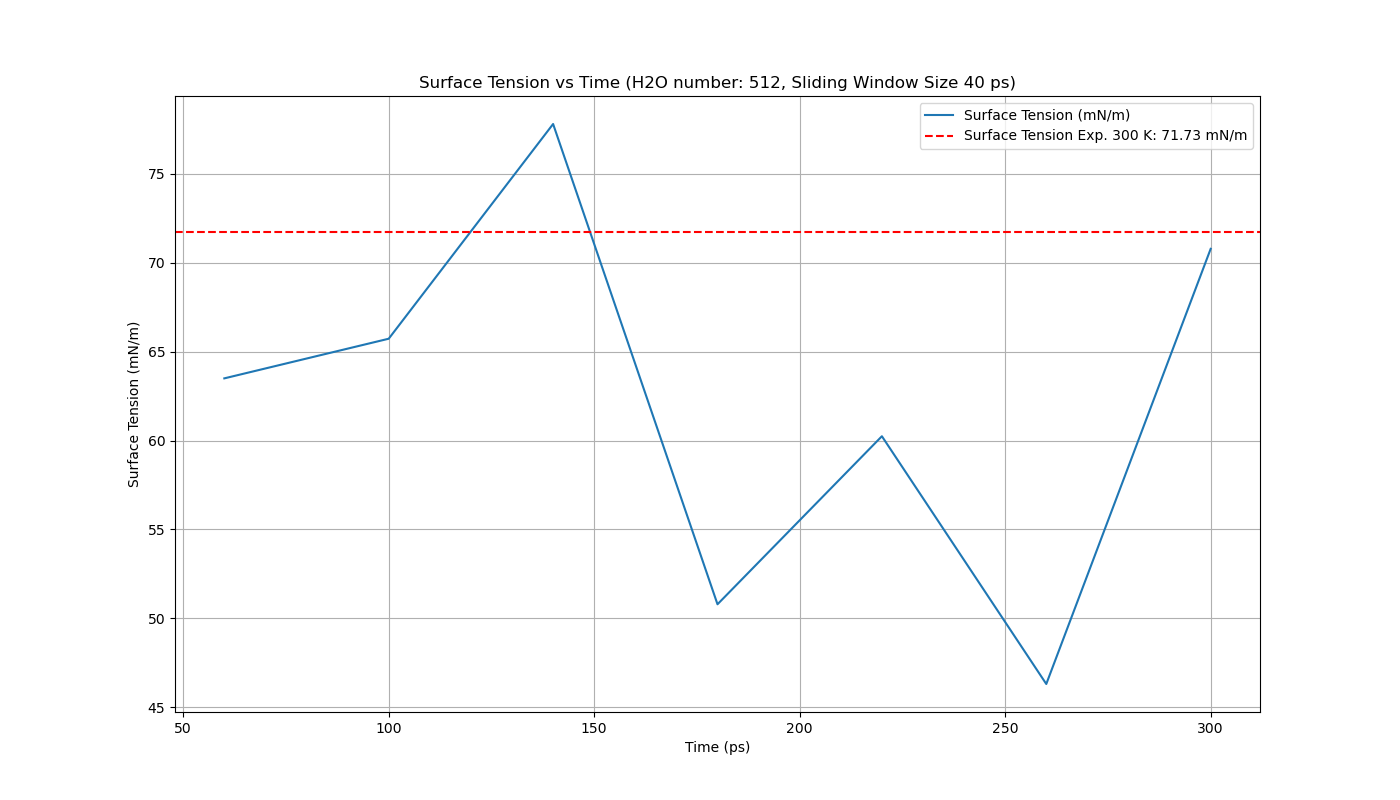 Surface Tension vs Time (H2O number: 512, Sliding Window Size 40 ps)
Surface Tension (mN/m)
Surface Tension Exp. 300 K: 71.73 mN/m
75
70
65
60
55
50
45
Surface Tension (mN/m)
50 100 150 200 250 300
Time (ps)